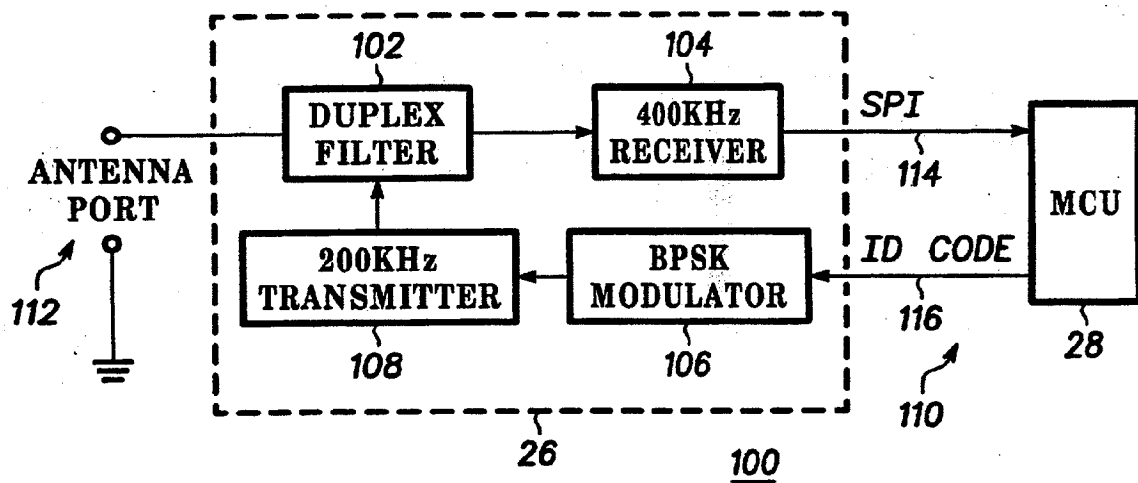 102
104
DUPLEX
FILTER
400KHz
RECEIVER
SPI
114
MCU
ANTENNA
PORT
112
200KHz
TRANSMITTER
BPSK
MODULATOR
ID CODE
116
28
108
106
110
26
100